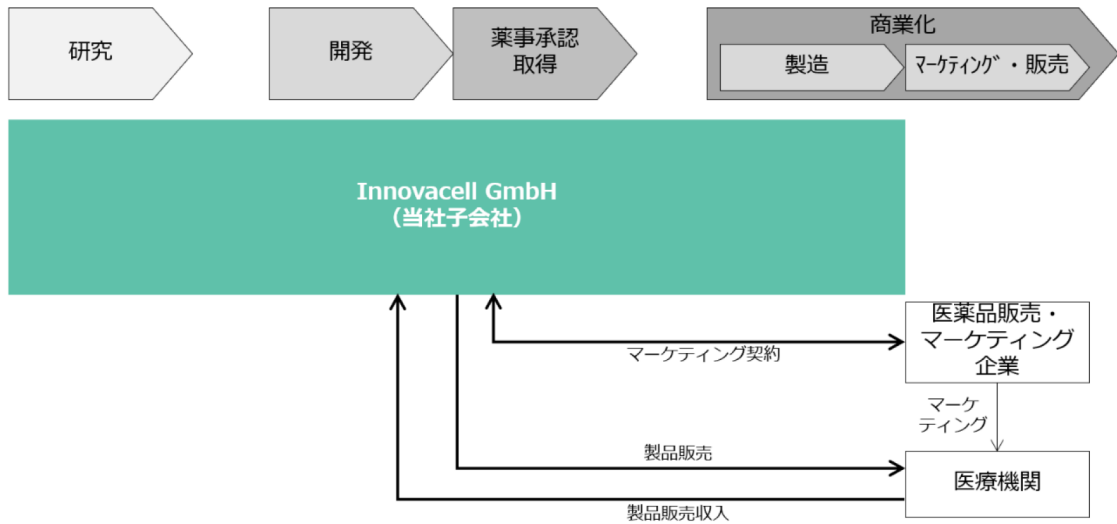 研究
開発
薬事承認
取得
商業化
製造
ﾏｰｹﾃｨﾝｸﾞ・販売
Innovacell GmbH
（当社子会社）
医薬品販売・
マーケティング
企業
マーケティング契約
マーケ
ティング
製品販売
医療機関
製品販売収入